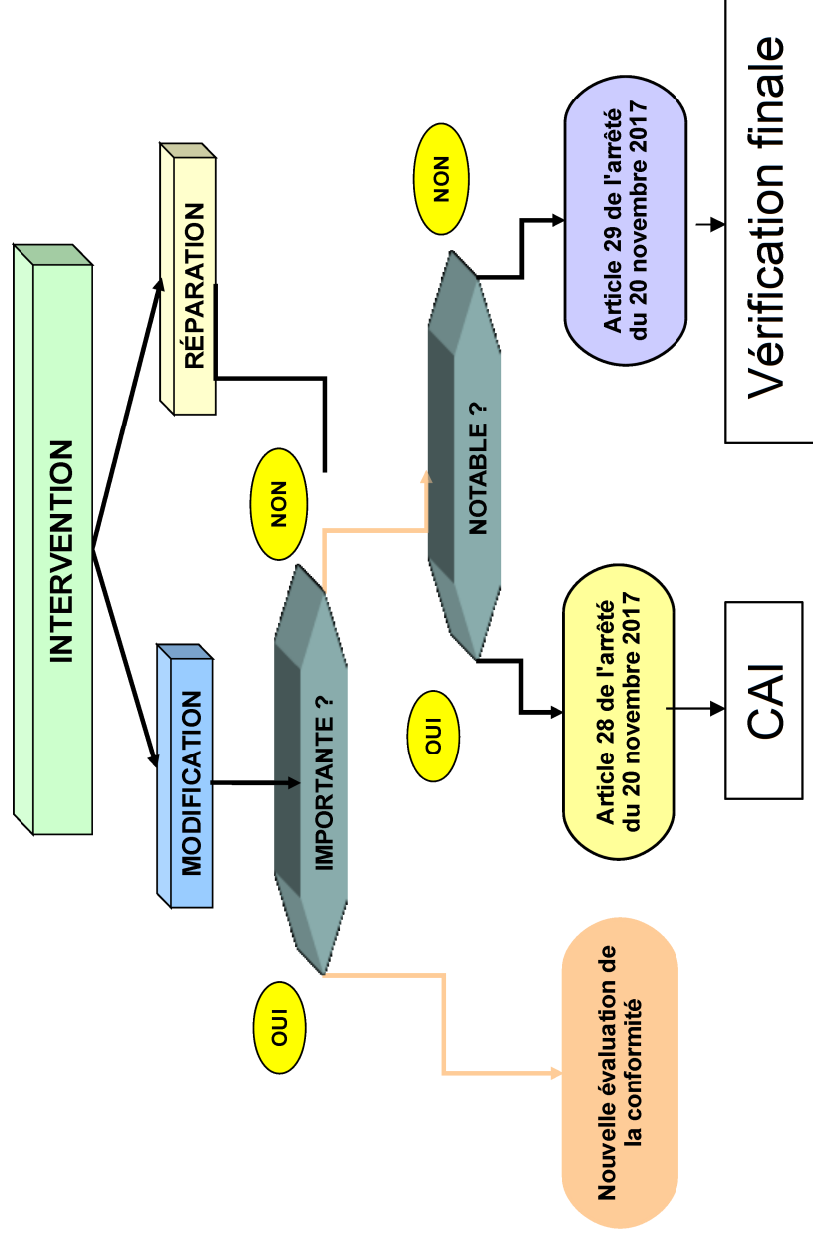 INTERVENTION
MODIFICATION
RÉPARATION
OUI
IMPORTANTE ?
NON
OUI
NOTABLE ?
NON
Nouvelle évaluation de
la conformité
Article 28 de l'arrêté
du 20 novembre 2017
Article 29 de l'arrêté
du 20 novembre 2017
CAI
Vérification finale